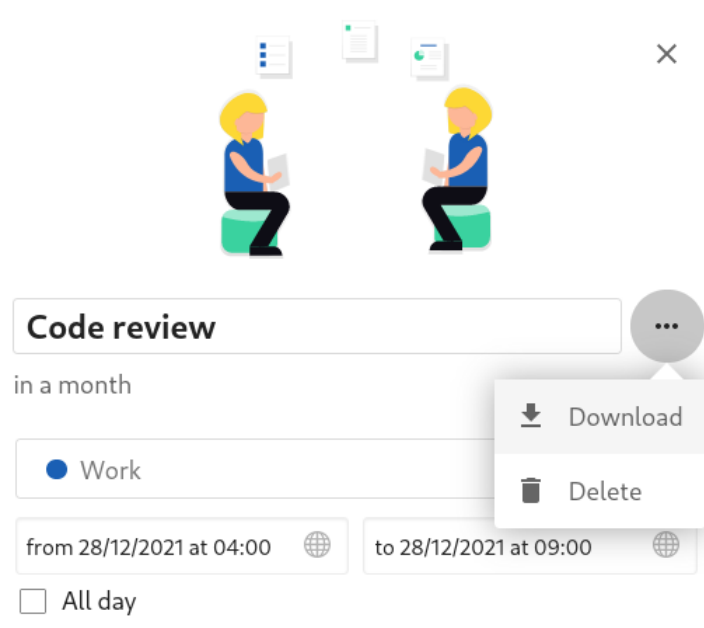 Code review
in a month
Download
Work
Delete
from 28/12/2021 at 04:00
to 28/12/2021 at 09:00
All day